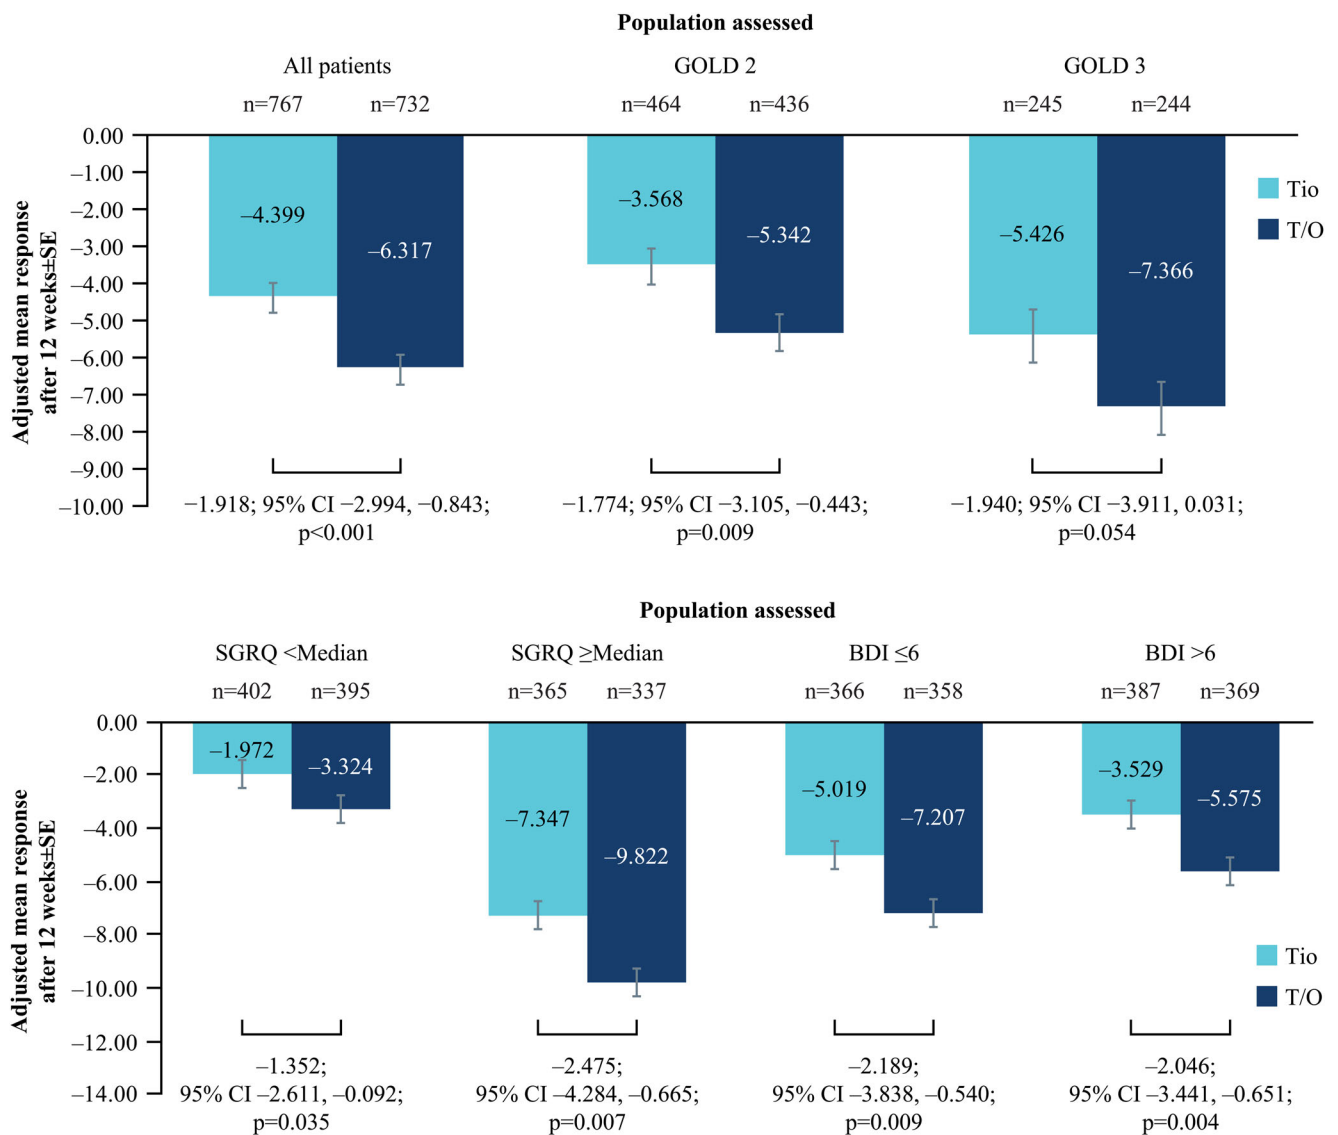 Population assessed
All patients GOLD 2 GOLD 3
n=767 n=732 n=464 n=436 n=245 n=244
Adjusted mean response
after 12 weeks±SE
0.00
–1.00
–2.00
–3.00
–4.00
–5.00
–6.00
–7.00
–8.00
–9.00
–10.00
–4.399
–6.317
–3.568
–5.342
–5.426
–7.366
Tio
T/O
–1.918; 95% CI –2.994, –0.843;
p<0.001
–1.774; 95% CI –3.105, –0.443;
p=0.009
–1.940; 95% CI –3.911, 0.031;
p=0.054
Population assessed
SGRQ <Median SGRQ ≥Median BDI ≤6 BDI >6
n=402 n=395 n=365 n=337 n=366 n=358 n=387 n=369
Adjusted mean response
after 12 weeks±SE
0.00
–2.00
–4.00
–6.00
–8.00
–10.00
–12.00
–14.00
–1.972
–3.324
–7.347
–9.822
–5.019
–7.207
–3.529
–5.575
Tio
T/O
–1.352;
95% CI –2.611, –0.092;
p=0.035
–2.475;
95% CI –4.284, –0.665;
p=0.007
–2.189;
95% CI –3.838, –0.540;
p=0.009
–2.046;
95% CI –3.441, –0.651;
p=0.004